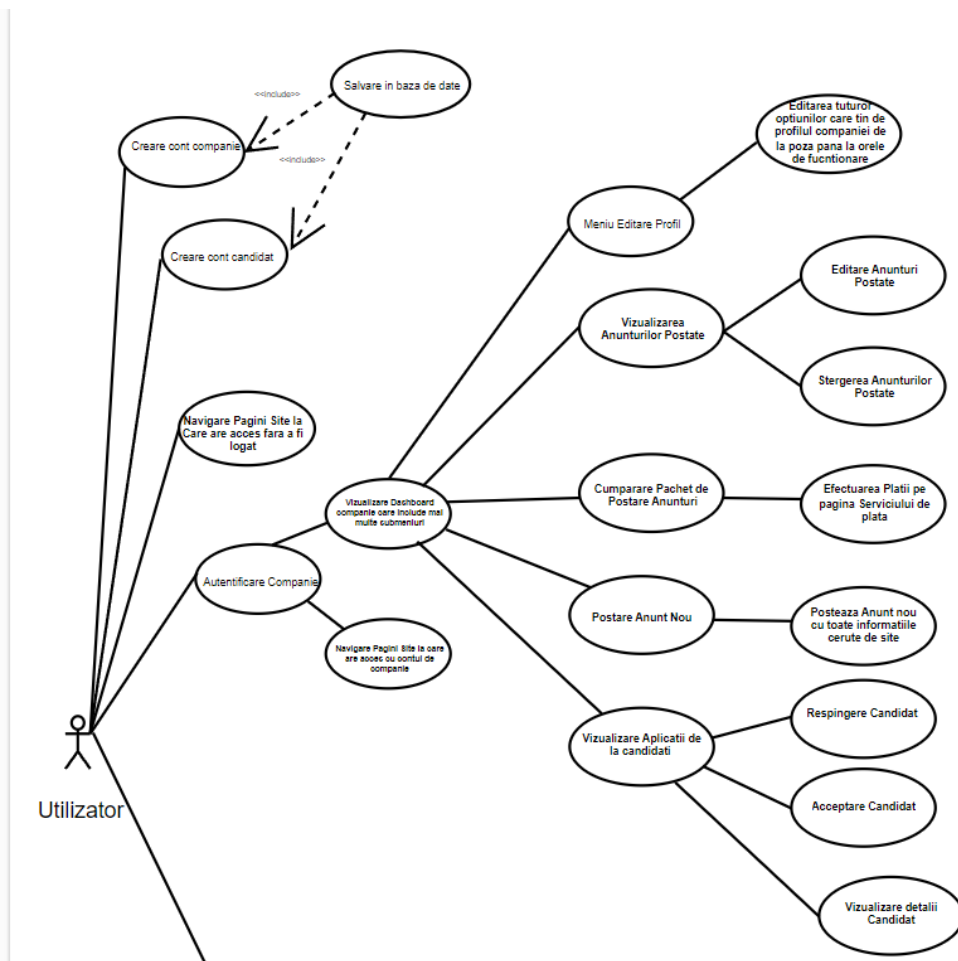 Salvare in baza de date
<<include>>
Creare cont companie
<<include>>
Creare cont candidat
Editarea tuturor
optiunilor care tin de
profilul companiei de
la poza pana la orele
de fucntionare
Meniu Editare Profil
Editare Anunturi
Postate
Vizualizarea
Anunturilor Postate
Stergerea Anunturilor
Postate
Navigare Pagini Site la
Care are acces fara a fi
logat
Vizualizare Dashboard
companie care include mai
multe submeniuri
Cumparare Pachet de
Postare Anunturi
Efectuarea Platii pe
pagina Serviciului de
plata
Autentificare Companie
Postare Anunt Nou
Posteaza Anunt nou
cu toate informatiile
cerute de site
Navigare Pagini Site la care
are acces cu contul de
companie
Respingere Candidat
Vizualizare Aplicatii de
la candidati
Acceptare Candidat
Utilizator
Vizualizare detalii
Candidat